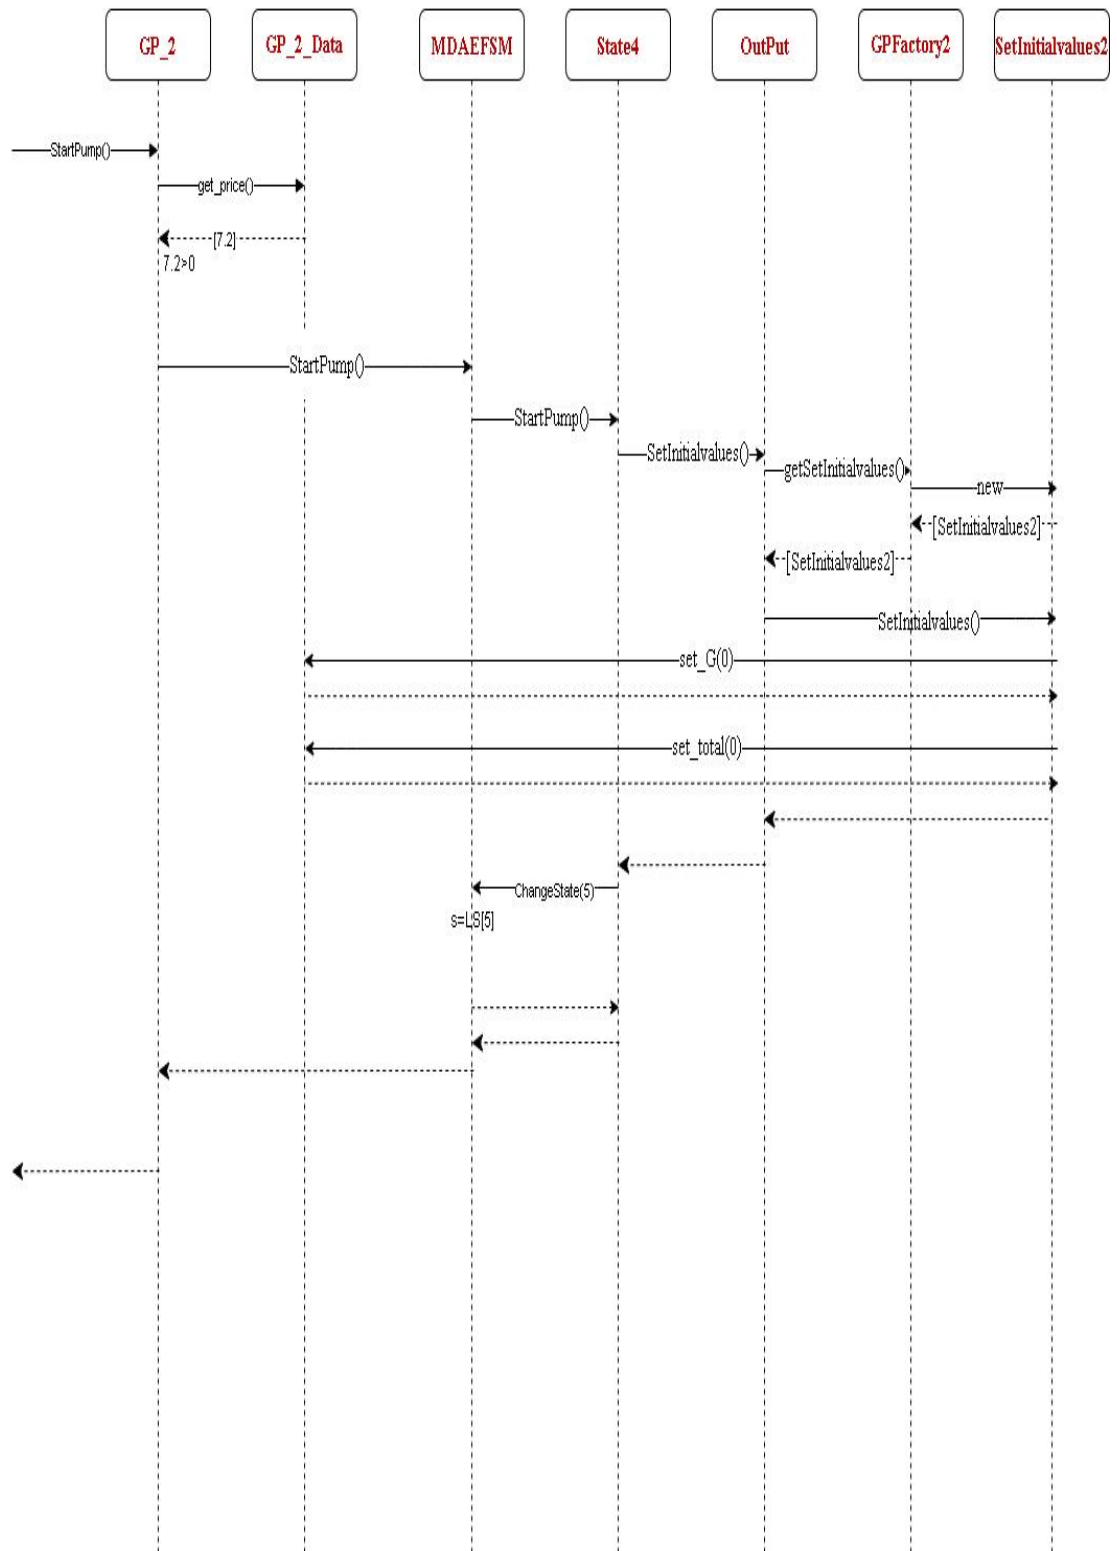 GP_2
GP_2_Data
MDAEFSM
State4
OutPut
GPFactory2
SetInitialvalues2
StartPump()
get_price()
[7.2]
7.2>0
StartPump()
StartPump()
SetInitialvalues()
getSetInitialvalues()
new
[SetInitialvalues2]
[SetInitialvalues2]
SetInitialvalues()
set_G(0)
set_total(0)
ChangeState(5)
s=LS[5]